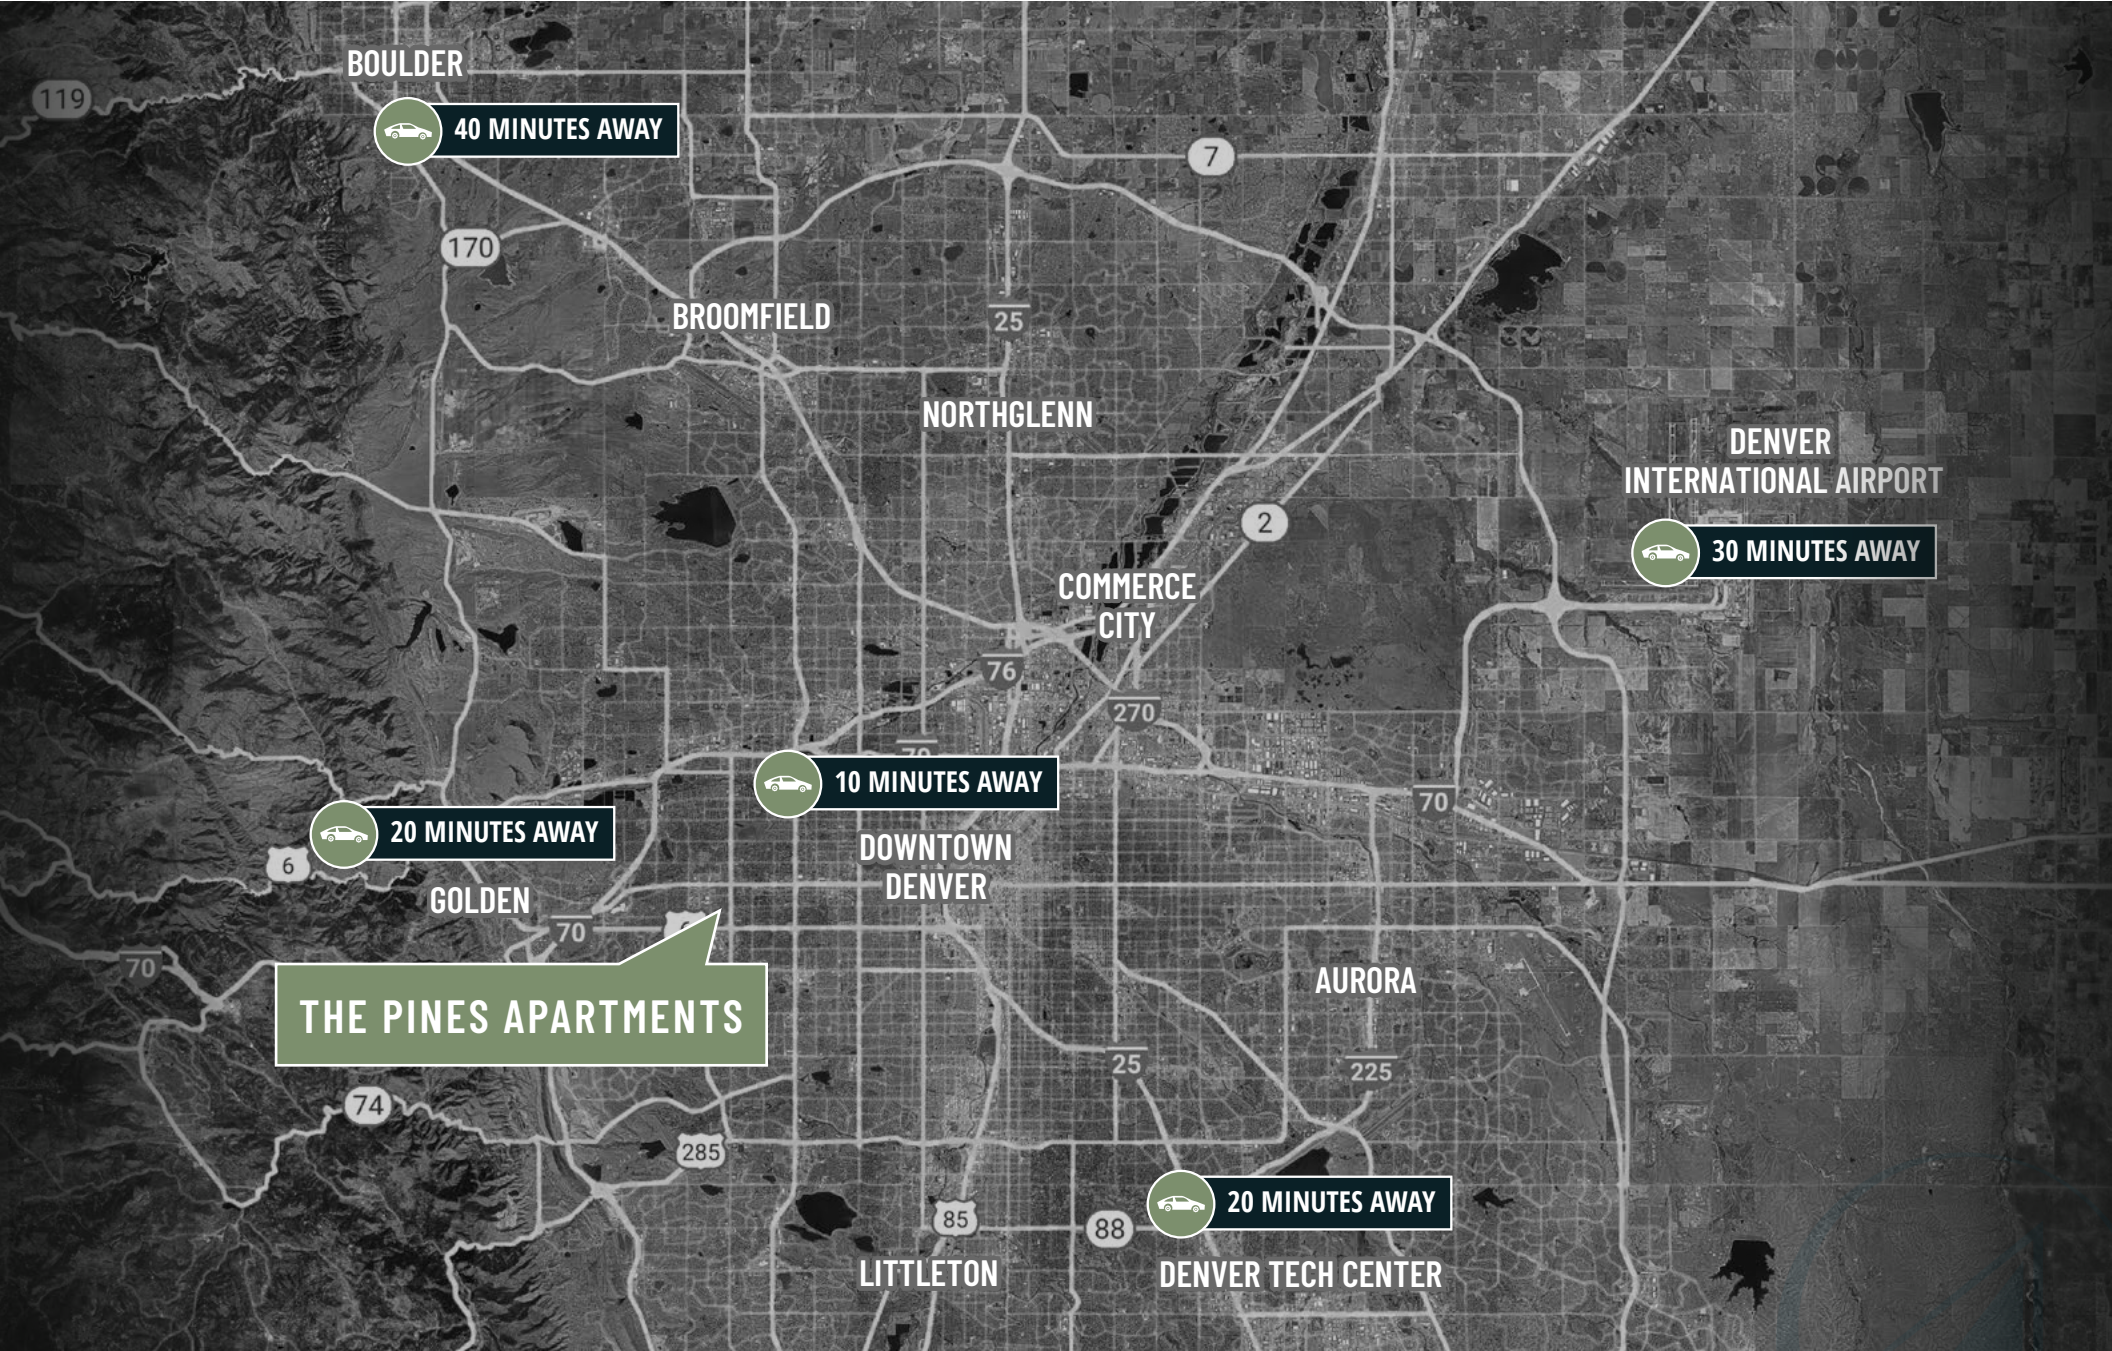 BOULDER
119
40 MINUTES AWAY
7
170
BROOMFIELD
25
NORTHGLENN
DENVER
INTERNATIONAL AIRPORT
2
30 MINUTES AWAY
COMMERCE
CITY
76
270
70
10 MINUTES AWAY
70
20 MINUTES AWAY
6
DOWNTOWN
DENVER
GOLDEN
70
70
AURORA
THE PINES APARTMENTS
25
225
74
285
20 MINUTES AWAY
85
88
LITTLETON
DENVER TECH CENTER